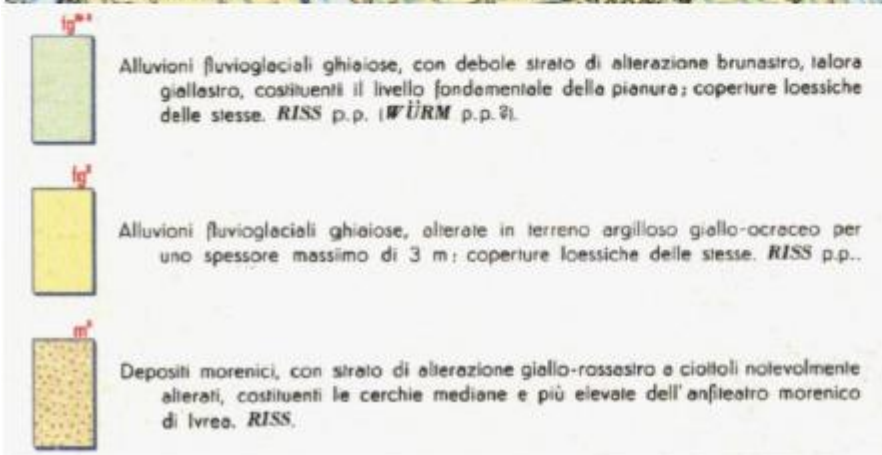 Alluvioni fluvioglaciali ghiaiose, con debole strato di alterazione brunastro, talora
giallastro, costituenti il livello fondamentale della pianura; coperture loessiche
delle stesse. RISS p.p. (WÜRM p.p.?).
Alluvioni fluvioglaciali ghiaiose, alterate in terreno argilloso giallo-ocraceo per
uno spessore massimo di 3 m; coperture loessiche delle stesse. RISS p.p..
Depositi morenici, con strato di alterazione giallo-rossastro a ciottoli notevolmente
alterati, costituenti le cerchie mediane e più elevate dell'anfiteatro morenico
di Ivrea. RISS.